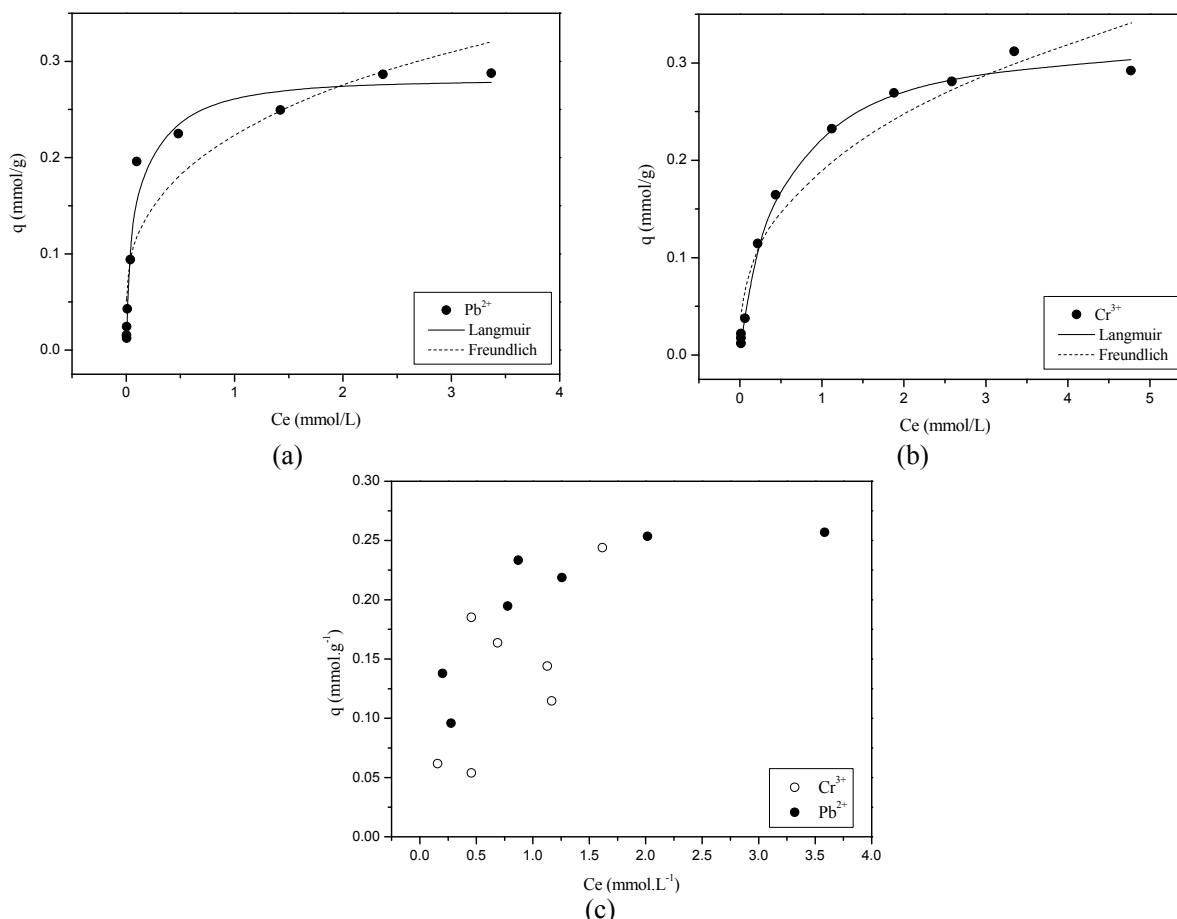 0.3
0.2
0.1
0.0
q (mmol/g)
Pb²⁺
Langmuir
Freundlich
0 1 2 3 4
Ce (mmol/L)
(a)
0.3
0.2
0.1
0.0
q (mmol/g)
Cr³⁺
Langmuir
Freundlich
0 1 2 3 4 5
Ce (mmol/L)
(b)
0.30
0.25
0.20
0.15
0.10
0.05
0.00
q (mmol.g⁻¹)
Cr³⁺
Pb²⁺
0.0 0.5 1.0 1.5 2.0 2.5 3.0 3.5 4.0
Ce (mmol.L⁻¹)
(c)